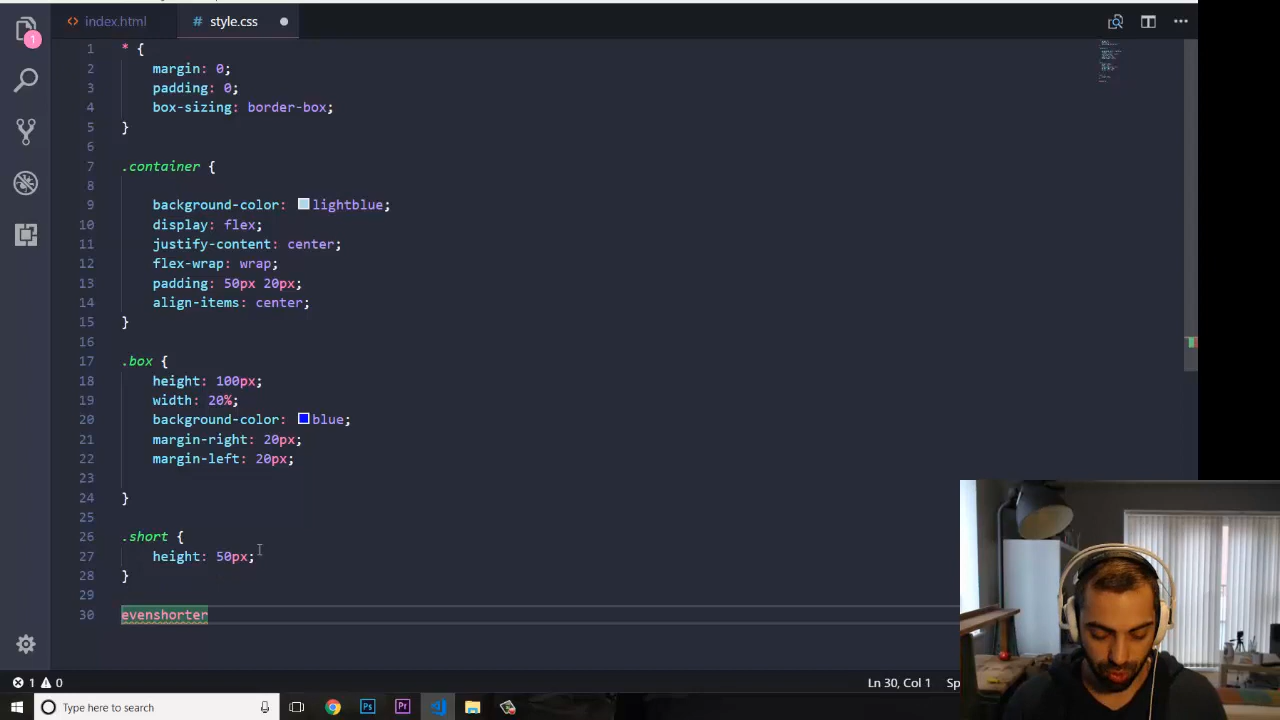 index.html
# style.css
1 * {
2 margin: 0;
3 padding: 0;
4 box-sizing: border-box;
5 }
6
7 .container {
8
9 background-color: lightblue;
10 display: flex;
11 justify-content: center;
12 flex-wrap: wrap;
13 padding: 50px 20px;
14 align-items: center;
15 }
16
17 .box {
18 height: 100px;
19 width: 20%;
20 background-color: blue;
21 margin-right: 20px;
22 margin-left: 20px;
23
24 }
25
26 .short {
27 height: 50px;
28 }
29
30 evenshorter
1
1 0
Ln 30, Col 1 Sp
Type here to search
Ps
Pr